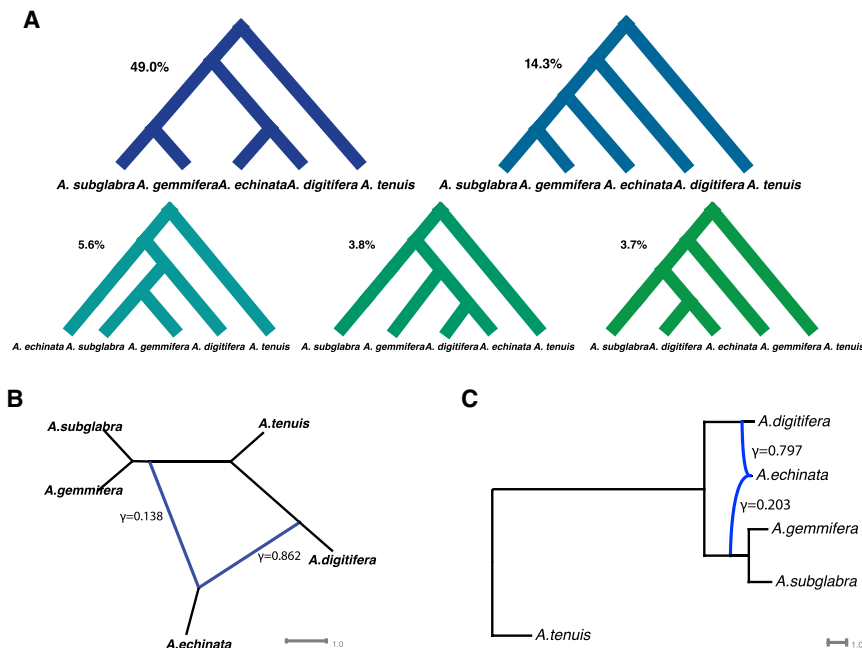 A
49.0%
14.3%
A. subglabra A. gemmifera A. echinata A. digitifera A. tenuis
A. subglabra A. gemmifera A. echinata A. digitifera A. tenuis
5.6%
3.8%
3.7%
A. echinata A. subglabra A. gemmifera A. digitifera A. tenuis
A. subglabra A. gemmifera A. digitifera A. echinata A. tenuis
A. subglabra A. digitifera A. echinata A. gemmifera A. tenuis
B
A.subglabra
A.tenuis
A.gemmifera
γ=0.138
γ=0.862
A.digitifera
A.echinata
1.0
C
A.digitifera
γ=0.797
A.echinata
γ=0.203
A.gemmifera
A.subglabra
A.tenuis
1.0